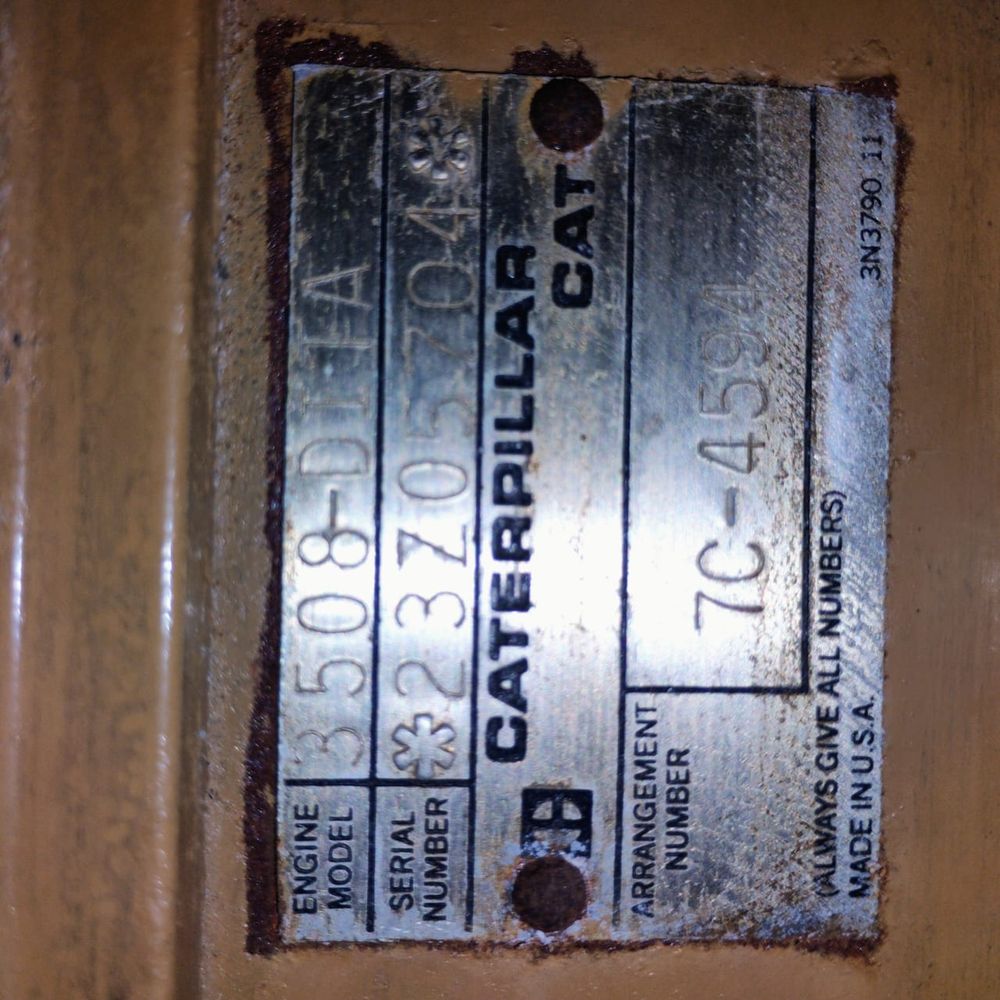 ENGINE MODEL 3508-DITA
SERIAL NUMBER *23Z05704*
CATERPILLAR
CAT
ARRANGEMENT NUMBER 7C-4594
(ALWAYS GIVE ALL NUMBERS)
MADE IN U.S.A. 3N3790 11